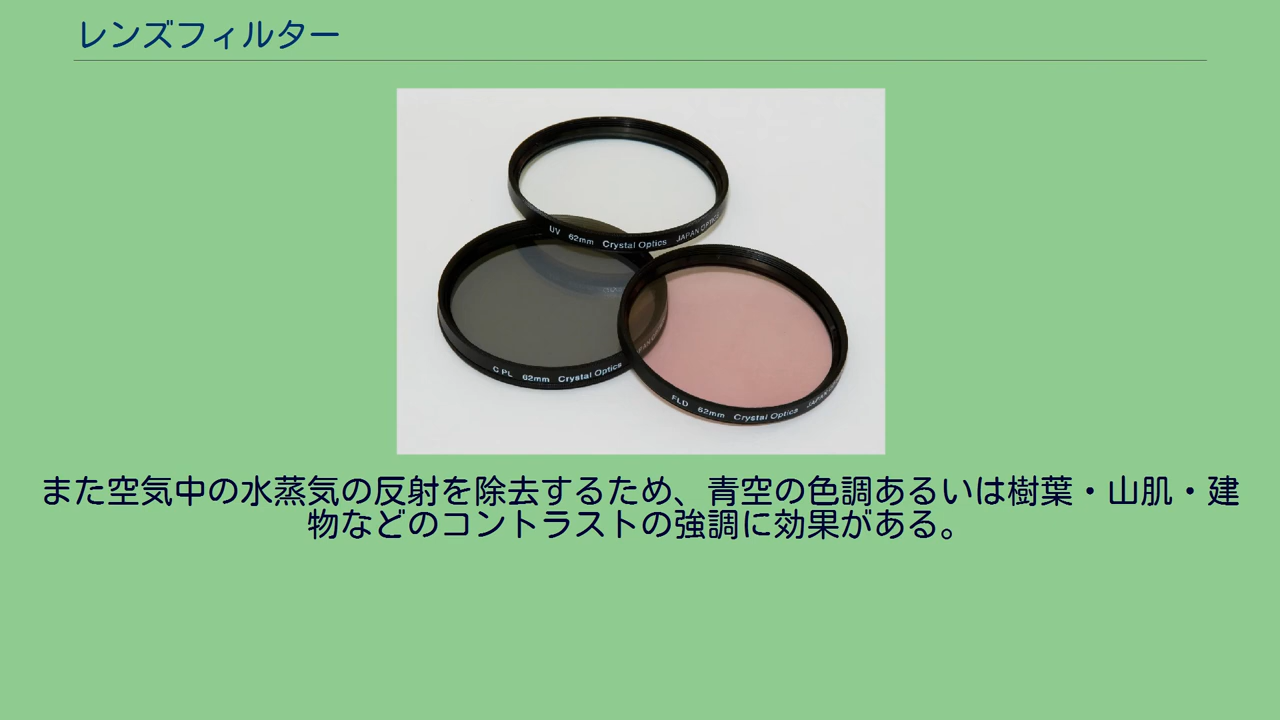 レンズフィルター
UV 62mm Crystal Optics JAPAN OPTICS
C PL 62mm Crystal Optics
FLD 62mm Crystal Optics JAPAN
また空気中の水蒸気の反射を除去するため、青空の色調あるいは樹葉・山肌・建
物などのコントラストの強調に効果がある。